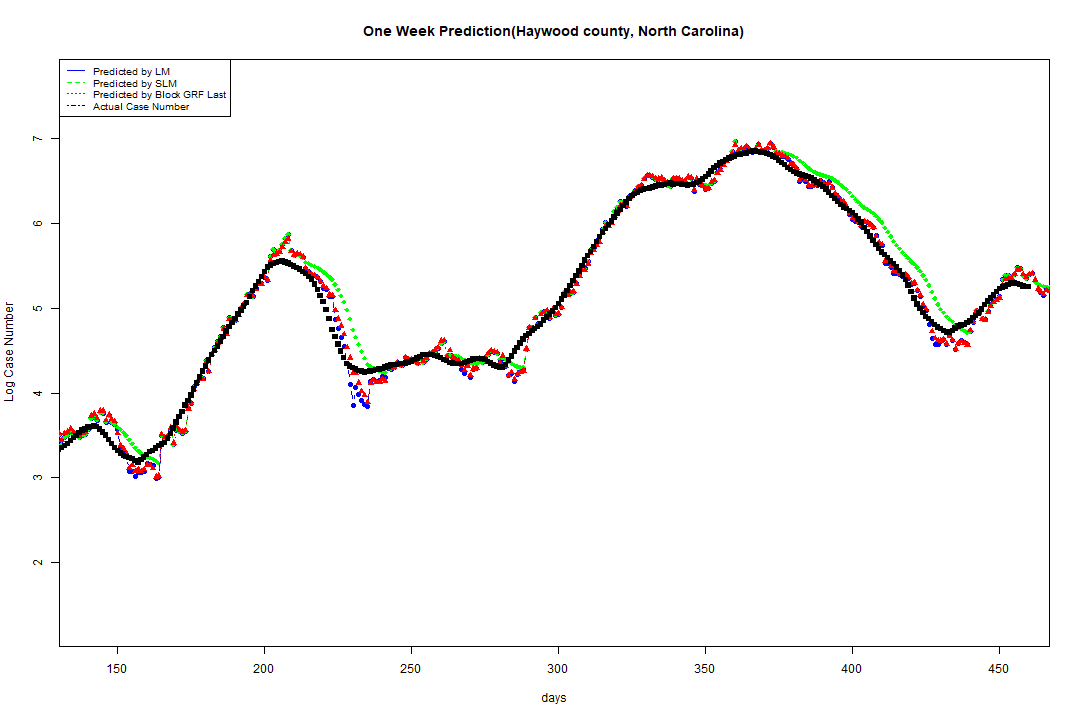 One Week Prediction(Haywood county, North Carolina)
Predicted by LM
Predicted by SLM
Predicted by Block GRF Last
Actual Case Number
7
6
5
4
3
2
Log Case Number
150 200 250 300 350 400 450
days